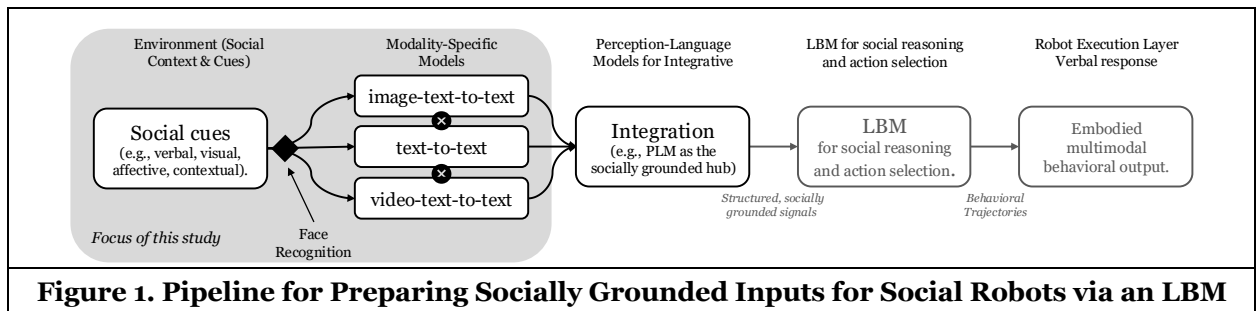 Environment (Social
Context & Cues)
Modality-Specific
Models
Perception-Language
Models for Integrative
LBM for social reasoning
and action selection
Robot Execution Layer
Verbal response
Social cues
(e.g., verbal, visual,
affective, contextual).
image-text-to-text
text-to-text
video-text-to-text
Integration
(e.g., PLM as the
socially grounded hub)
LBM
for social reasoning
and action selection.
Embodied
multimodal
behavioral output.
Structured, socially
grounded signals
Behavioral
Trajectories
Focus of this study
Face
Recognition
Figure 1. Pipeline for Preparing Socially Grounded Inputs for Social Robots via an LBM